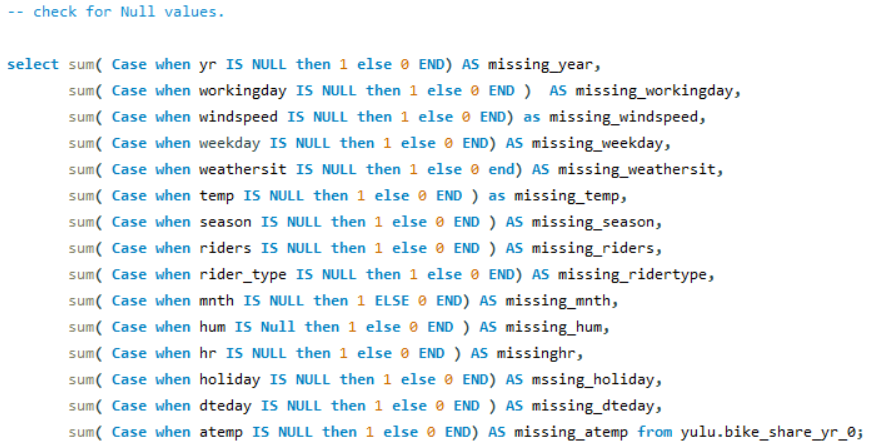 -- check for Null values.
select sum( Case when yr IS NULL then 1 else 0 END) AS missing_year,
sum( Case when workingday IS NULL then 1 else 0 END )  AS missing_workingday,
sum( Case when windspeed IS NULL then 1 else 0 END) as missing_windspeed,
sum( Case when weekday IS NULL then 1 else 0 END) AS missing_weekday,
sum( Case when weathersit IS NULL then 1 else 0 end) AS missing_weathersit,
sum( Case when temp IS NULL then 1 else 0 END ) as missing_temp,
sum( Case when season IS NULL then 1 else 0 END ) AS missing_season,
sum( Case when riders IS NULL then 1 else 0 END ) AS missing_riders,
sum( Case when rider_type IS NULL then 1 else 0 END) AS missing_ridertype,
sum( Case when mnth IS NULL then 1 ELSE 0 END) AS missing_mnth,
sum( Case when hum IS Null then 1 else 0 END ) AS missing_hum,
sum( Case when hr IS NULL then 1 else 0 END ) AS missinghr,
sum( Case when holiday IS NULL then 1 else 0 END) AS mssing_holiday,
sum( Case when dteday IS NULL then 1 else 0 END ) AS missing_dteday,
sum( Case when atemp IS NULL then 1 else 0 END) AS missing_atemp from yulu.bike_share_yr_0;